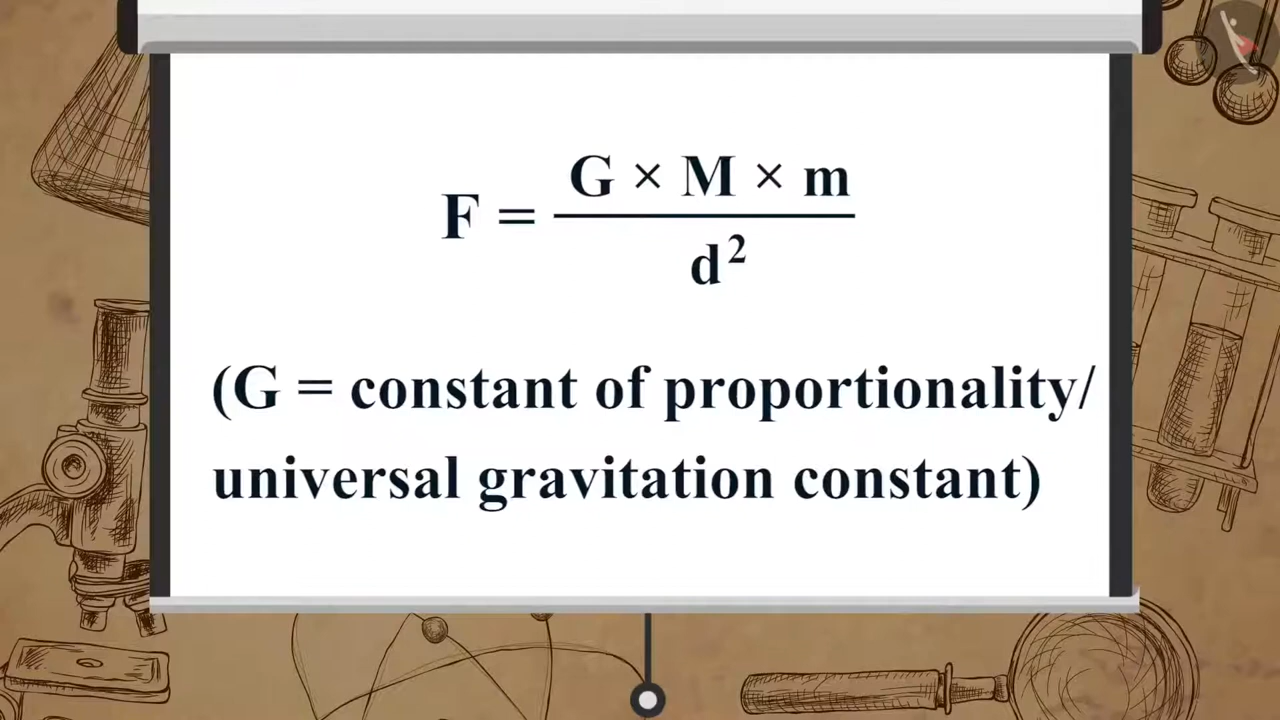 F = G × M × m / d²
(G = constant of proportionality/
universal gravitation constant)